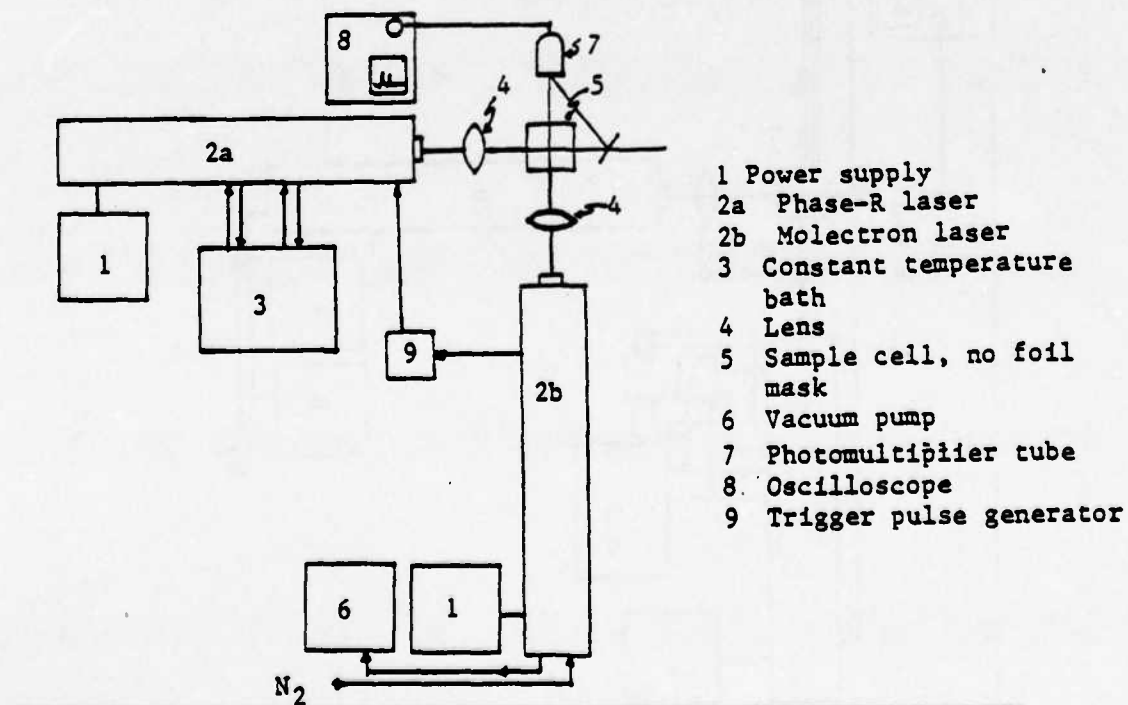 8
7
5
4
2a
4
1
3
9
2b
6
1
N2
1 Power supply
2a Phase-R laser
2b Molectron laser
3 Constant temperature
bath
4 Lens
5 Sample cell, no foil
mask
6 Vacuum pump
7 Photomultiplier tube
8. Oscilloscope
9 Trigger pulse generator